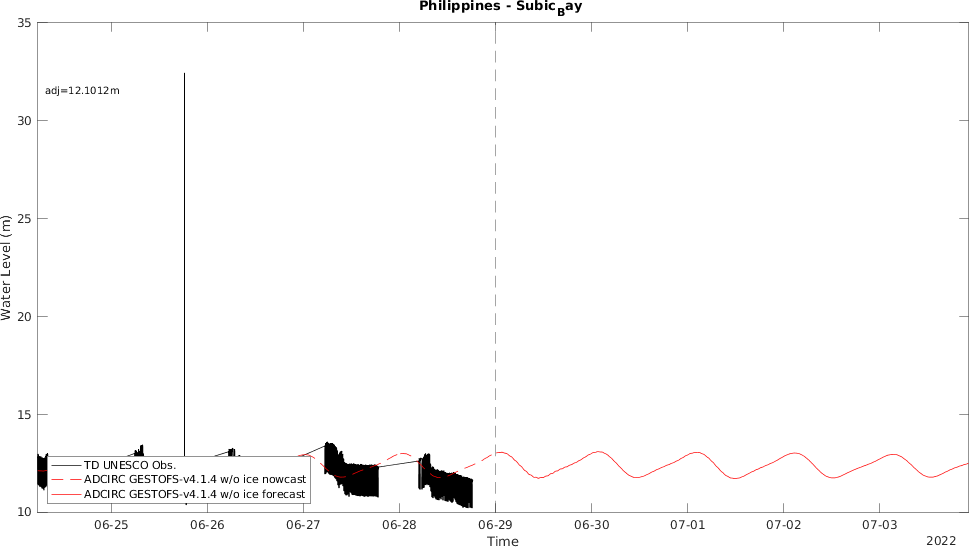 Philippines - Subic_Bay
35
adj=12.1012m
30
25
20
15
10
Water Level (m)
TD UNESCO Obs.
ADCIRC GESTOFS-v4.1.4 w/o ice nowcast
ADCIRC GESTOFS-v4.1.4 w/o ice forecast
06-25 06-26 06-27 06-28 06-29 06-30 07-01 07-02 07-03
Time
2022